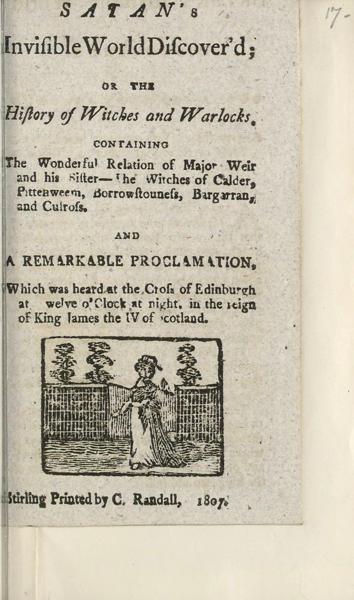 17-
SATAN's
Inviſible World Diſcover'd;
OR THE
Hiſtory of Witches and Warlocks.
CONTAINING
The Wonderful Relation of Major Weir
and his Siſter—The Witches of Calder,
Pittenweem, Borrowſtouneſs, Bargarran,
and Culroſs.
AND
A REMARKABLE PROCLAMATION,
Which was heard at the Croſs of Edinburgh
at welve o'Clock at night, in the reign
of King James the IV of cotland.
Stirling Printed by C. Randall, 1807.